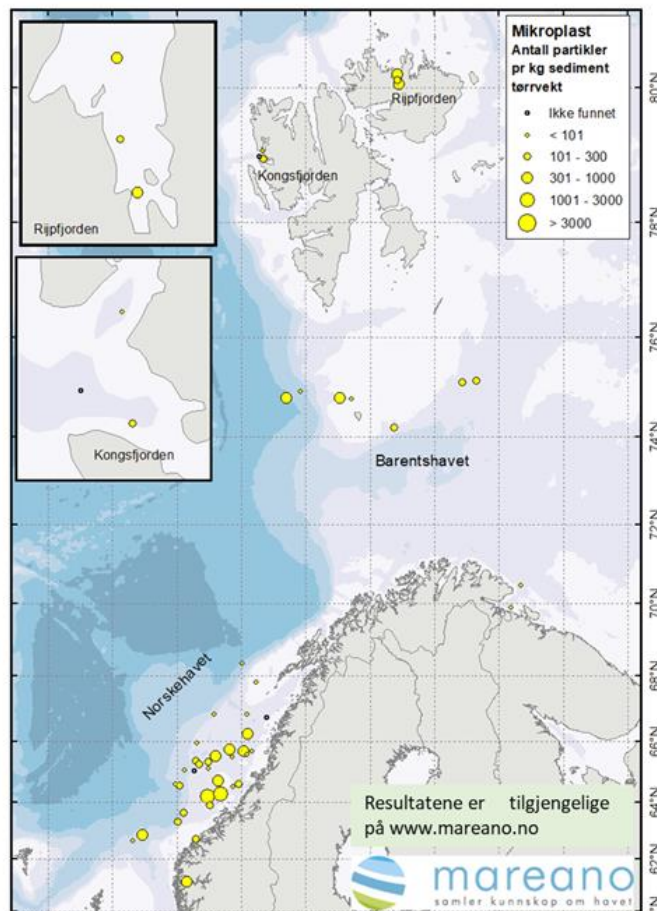 Mikroplast
Antall partikler
pr kg sediment
tørrvekt
Ikke funnet
< 101
101 - 300
301 - 1000
1001 - 3000
> 3000
Rijpfjorden
Kongsfjorden
Rijpfjorden
Kongsfjorden
Barentshavet
Norskehavet
80°N
78°N
76°N
74°N
72°N
70°N
68°N
66°N
64°N
62°N
Resultatene er tilgjengelige
på www.mareano.no
mareano
samler kunnskap om havet